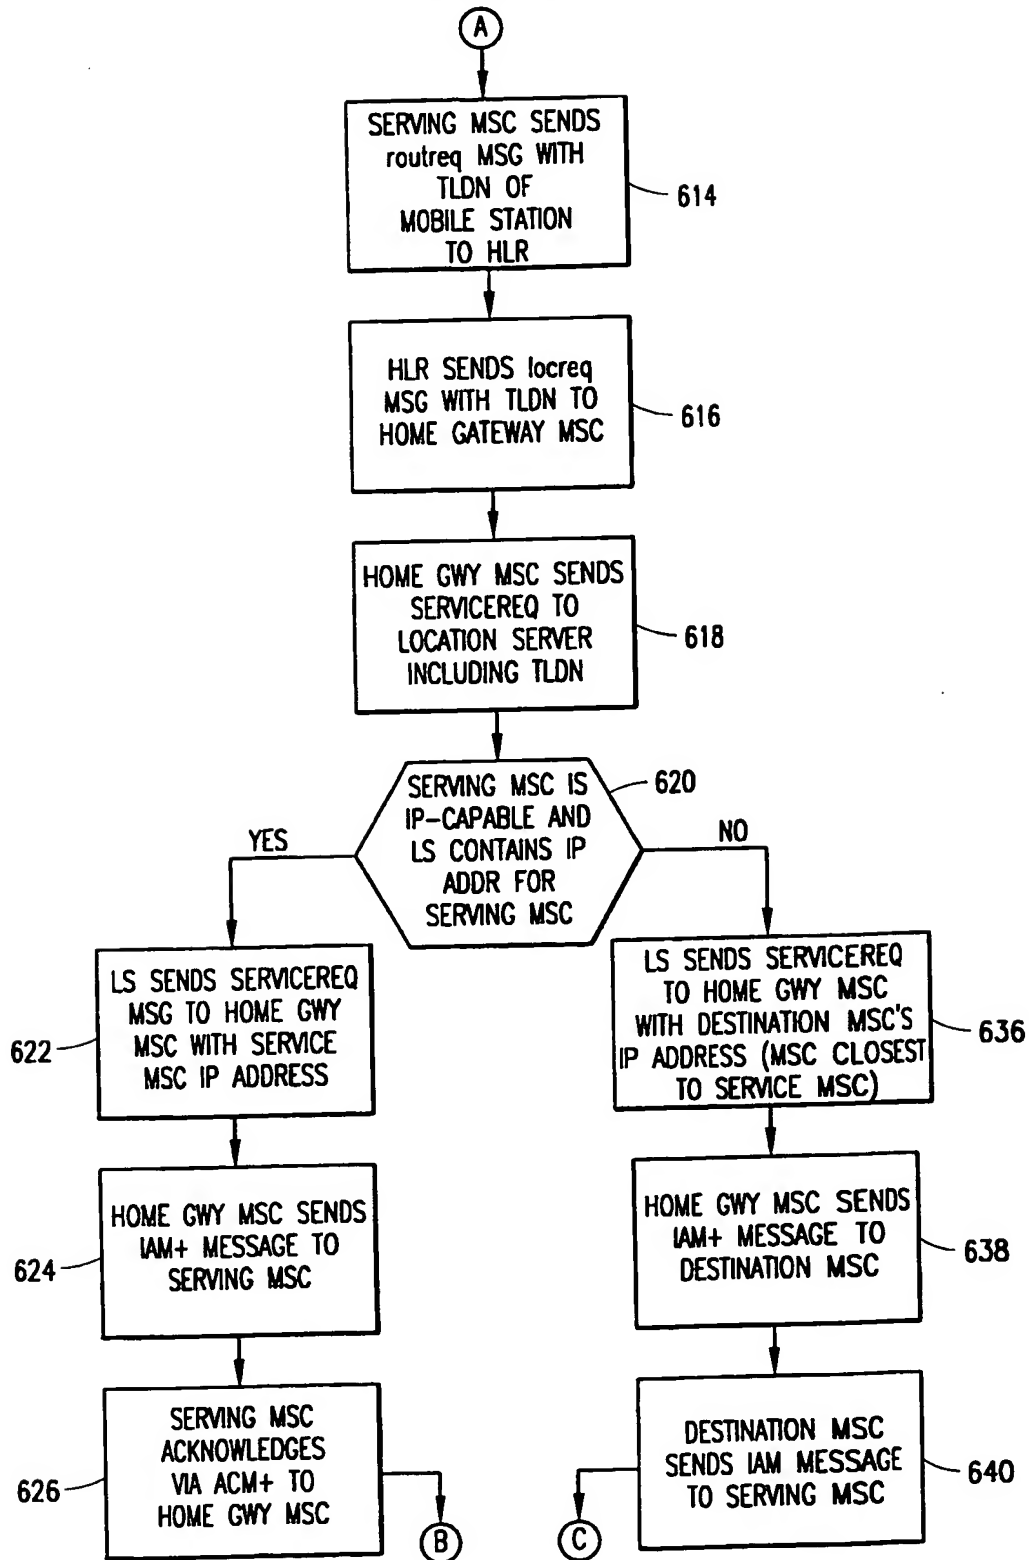 A
SERVING MSC SENDS
routreq MSG WITH
TLDN OF
MOBILE STATION
TO HLR
614
HLR SENDS locreq
MSG WITH TLDN TO
HOME GATEWAY MSC
616
HOME GWY MSC SENDS
SERVICEREQ TO
LOCATION SERVER
INCLUDING TLDN
618
SERVING MSC IS
IP-CAPABLE AND
LS CONTAINS IP
ADDR FOR
SERVING MSC
620
YES
NO
LS SENDS SERVICEREQ
MSG TO HOME GWY
MSC WITH SERVICE
MSC IP ADDRESS
622
LS SENDS SERVICEREQ
TO HOME GWY MSC
WITH DESTINATION MSC'S
IP ADDRESS (MSC CLOSEST
TO SERVICE MSC)
636
HOME GWY MSC SENDS
IAM+ MESSAGE TO
SERVING MSC
624
HOME GWY MSC SENDS
IAM+ MESSAGE TO
DESTINATION MSC
638
SERVING MSC
ACKNOWLEDGES
VIA ACM+ TO
HOME GWY MSC
626
DESTINATION MSC
SENDS IAM MESSAGE
TO SERVING MSC
640
B
C